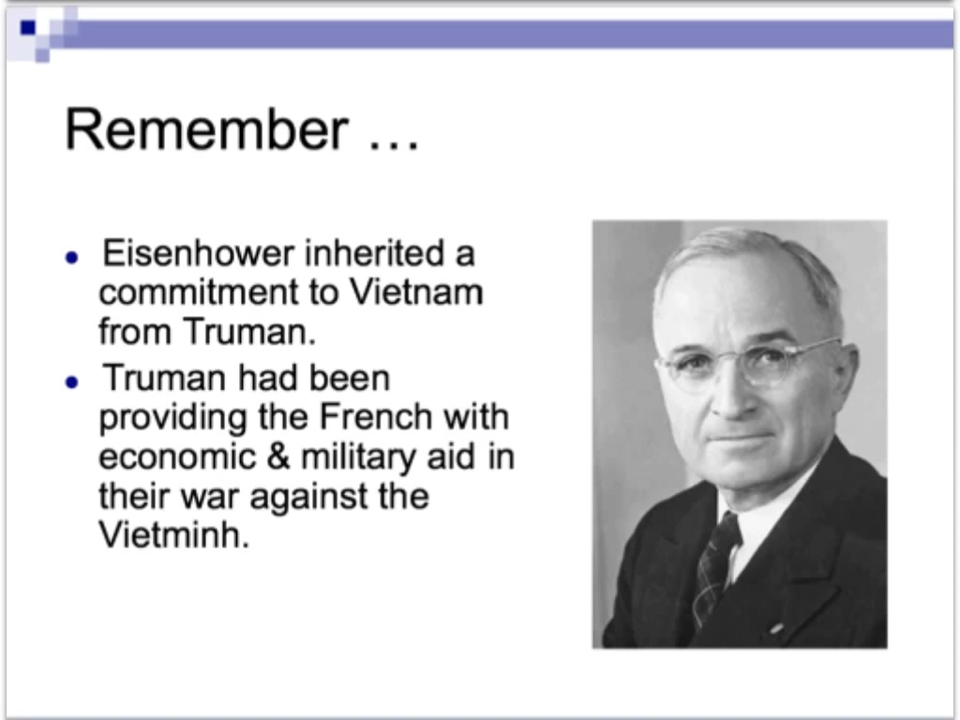 Remember …
• Eisenhower inherited a
commitment to Vietnam
from Truman.
• Truman had been
providing the French with
economic & military aid in
their war against the
Vietminh.